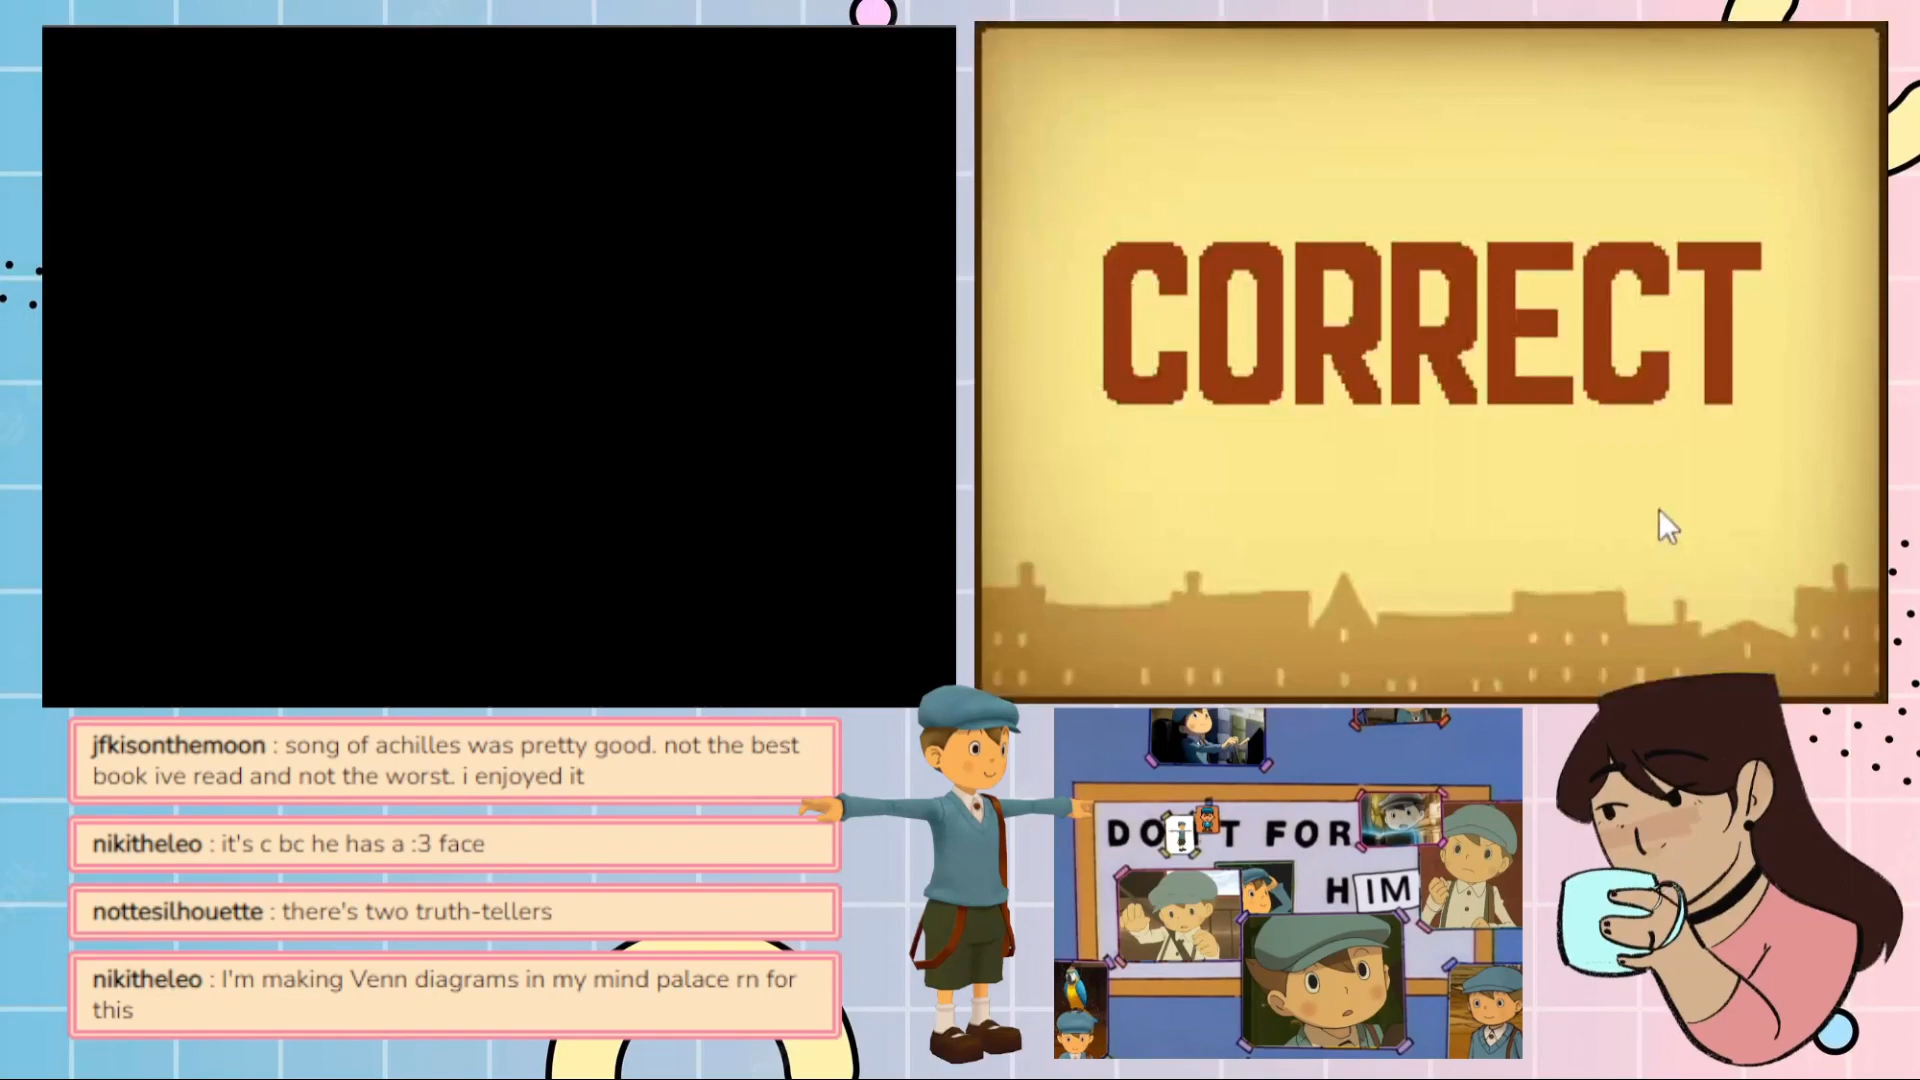 CORRECT
jfkisonthemoon : song of achilles was pretty good. not the best
book ive read and not the worst. i enjoyed it
nikitheleo : it's c bc he has a :3 face
nottesilhouette : there's two truth-tellers
nikitheleo : I'm making Venn diagrams in my mind palace rn for
this
DO T FOR
HIM